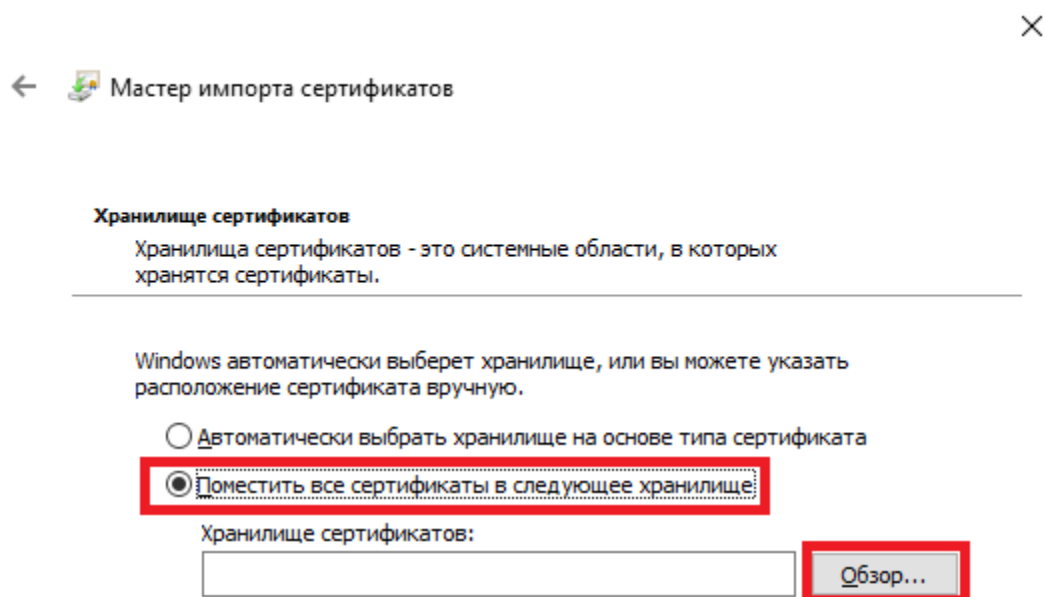 Мастер импорта сертификатов
Хранилище сертификатов
Хранилища сертификатов - это системные области, в которых
хранятся сертификаты.
Windows автоматически выберет хранилище, или вы можете указать
расположение сертификата вручную.
Автоматически выбрать хранилище на основе типа сертификата
Поместить все сертификаты в следующее хранилище
Хранилище сертификатов:
Обзор...